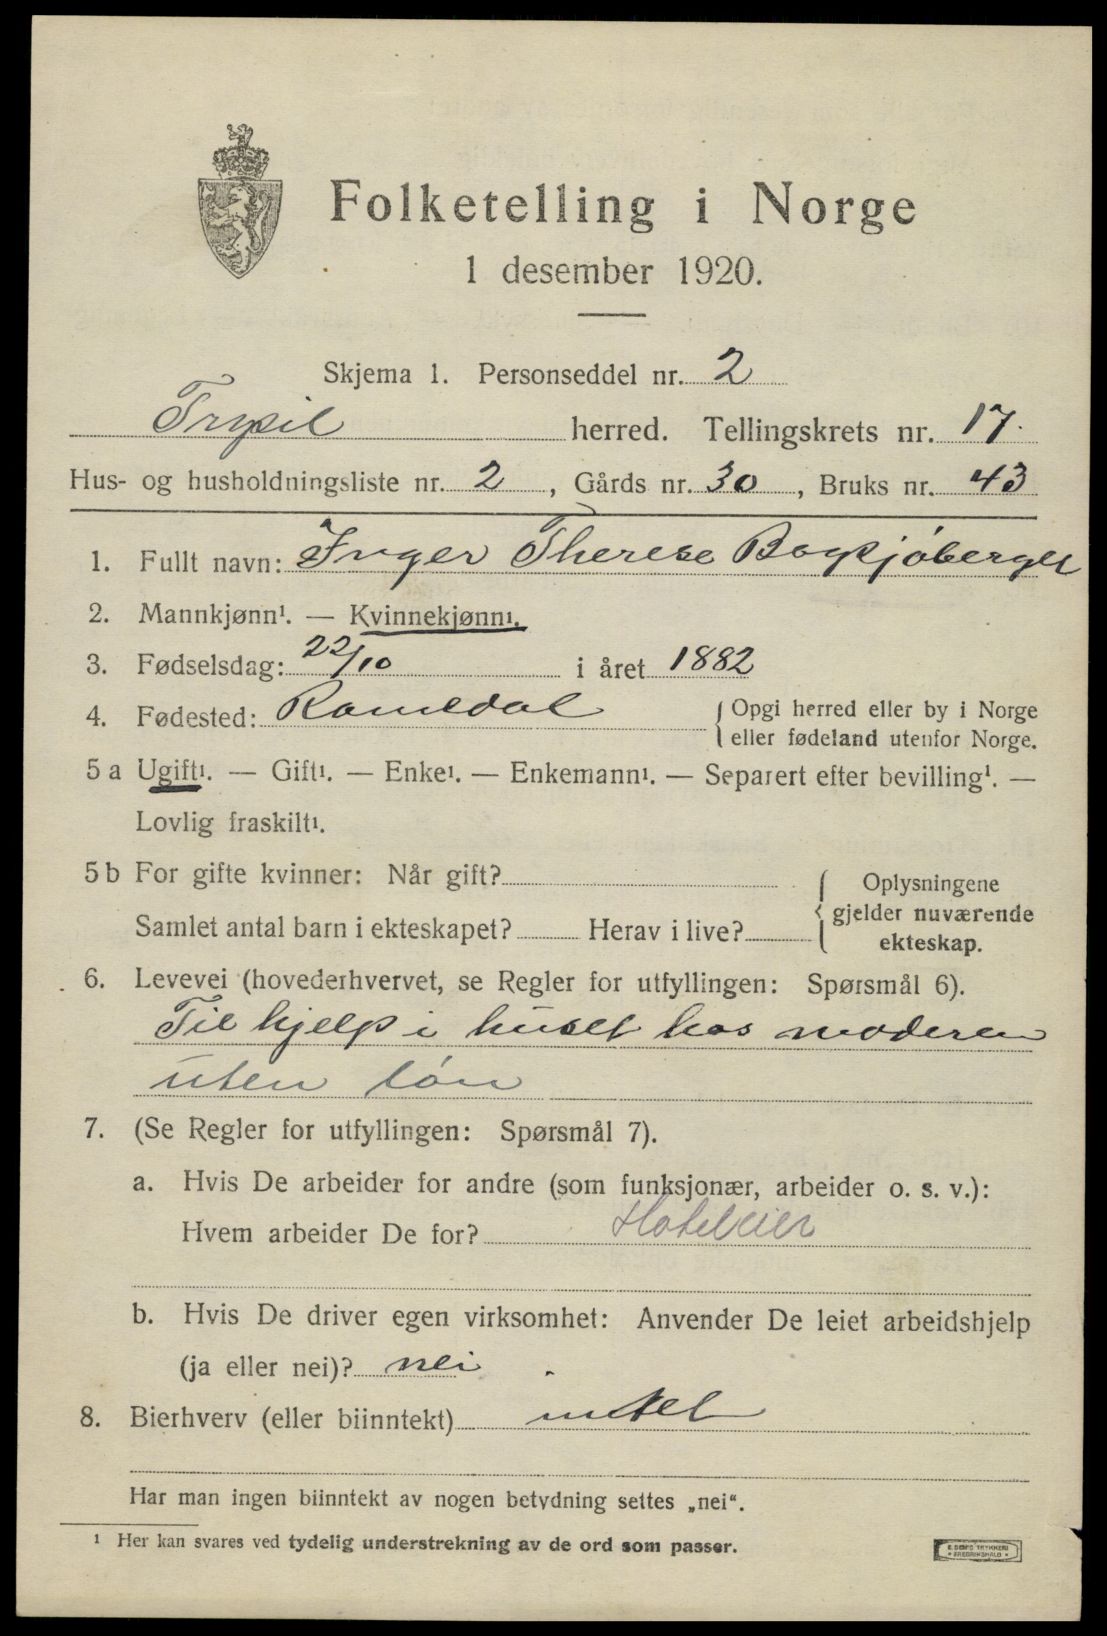 Folketelling i Norge
1 desember 1920.
Skjema 1. Personseddel nr. 2
Trysil herred. Tellingskrets nr. 17.
Hus- og husholdningsliste nr. 2, Gårds nr. 30, Bruks nr. 43
1. Fullt navn: Inger Therese
2. Mannkjønn¹. — Kvinnekjønn¹.
3. Fødselsdag: 22/10 i året 1882
4. Fødested: Romedal { Opgi herred eller by i Norge
eller fødeland utenfor Norge.
5 a Ugift¹. — Gift¹. — Enke¹. — Enkemann¹. — Separert efter bevilling¹. —
Lovlig fraskilt¹.
5 b For gifte kvinner: Når gift?
Samlet antal barn i ekteskapet? Herav i live?
{ Oplysningene
gjelder nuværende
ekteskap.
6. Levevei (hovederhvervet, se Regler for utfyllingen: Spørsmål 6).
Til hjelp i huset hos moderen
uten løn
7. (Se Regler for utfyllingen: Spørsmål 7).
a. Hvis De arbeider for andre (som funksjonær, arbeider o. s. v.):
Hvem arbeider De for? Hoteleier
b. Hvis De driver egen virksomhet: Anvender De leiet arbeidshjelp
(ja eller nei)? nei
8. Bierhverv (eller biinntekt) intet
Har man ingen biinntekt av nogen betydning settes „nei“.
¹ Her kan svares ved tydelig understrekning av de ord som passer.
E. SEMS TRYKKERI
• FREDRIKSHALD •